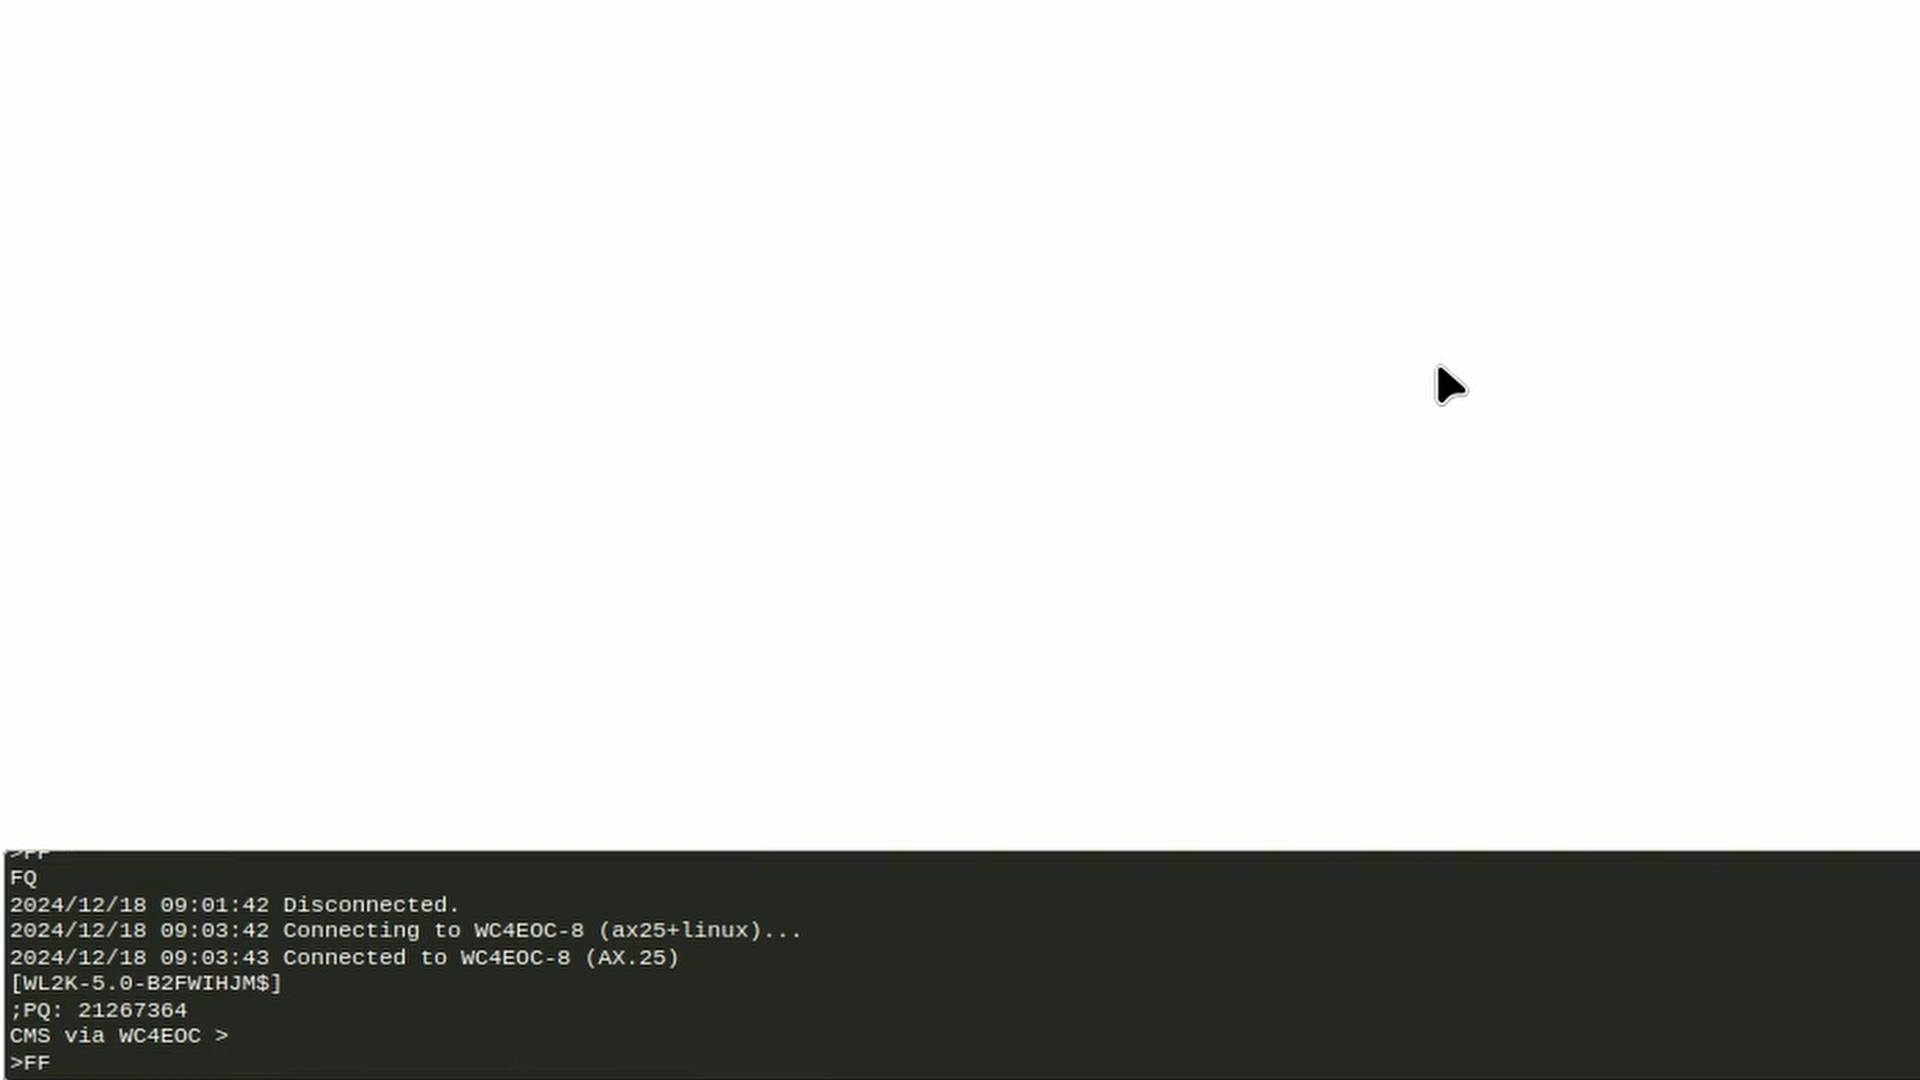 >FF
FQ
2024/12/18 09:01:42 Disconnected.
2024/12/18 09:03:42 Connecting to WC4EOC-8 (ax25+linux)...
2024/12/18 09:03:43 Connected to WC4EOC-8 (AX.25)
[WL2K-5.0-B2FWIHJM$]
;PQ: 21267364
CMS via WC4EOC >
>FF